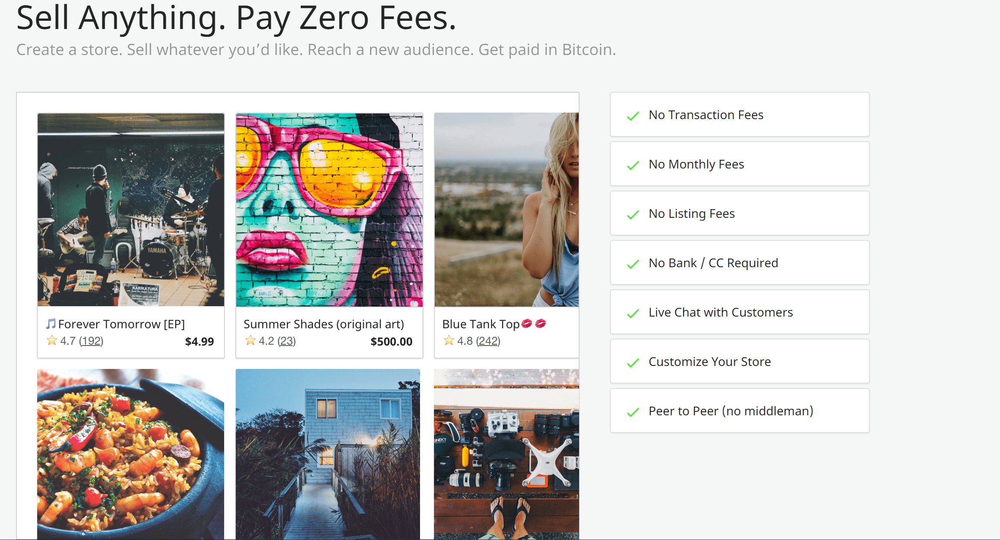 Sell Anything. Pay Zero Fees.
Create a store. Sell whatever you’d like. Reach a new audience. Get paid in Bitcoin.
YAMAHA
KARIKATURA
MARCO
🎵Forever Tomorrow [EP]
⭐ 4.7 (192) $4.99
Summer Shades (original art)
⭐ 4.2 (23) $500.00
Blue Tank Top💋💋
⭐ 4.8 (242)
No Transaction Fees
No Monthly Fees
No Listing Fees
No Bank / CC Required
Live Chat with Customers
Customize Your Store
Peer to Peer (no middleman)